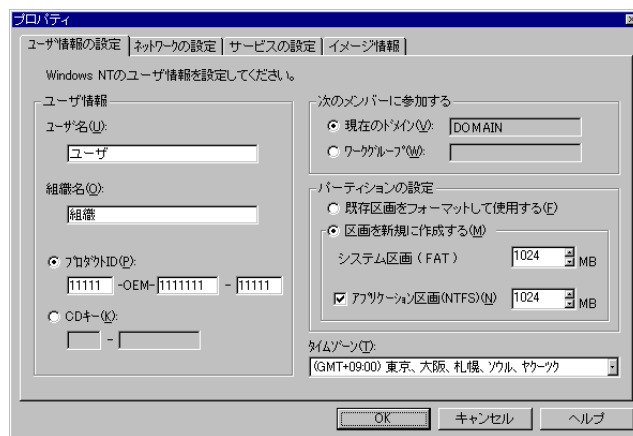 プロパティ
ユーザ情報の設定 ネットワークの設定 サービスの設定 イメージ情報
Windows NTのユーザ情報を設定してください。
ユーザ情報
ユーザ名(U):
ユーザ
組織名(O):
組織
プロダクトID(P):
11111 -OEM- 1111111 - 11111
CDキー(K):
-
次のメンバーに参加する
現在のドメイン(V): DOMAIN
ワークグループ(W):
パーティションの設定
既存区画をフォーマットして使用する(F)
区画を新規に作成する(M)
システム区画(FAT) 1024 MB
アプリケーション区画(NTFS)(N) 1024 MB
タイムゾーン(T):
(GMT+09:00) 東京、大阪、札幌、ソウル、ヤクーツク
OK キャンセル ヘルプ